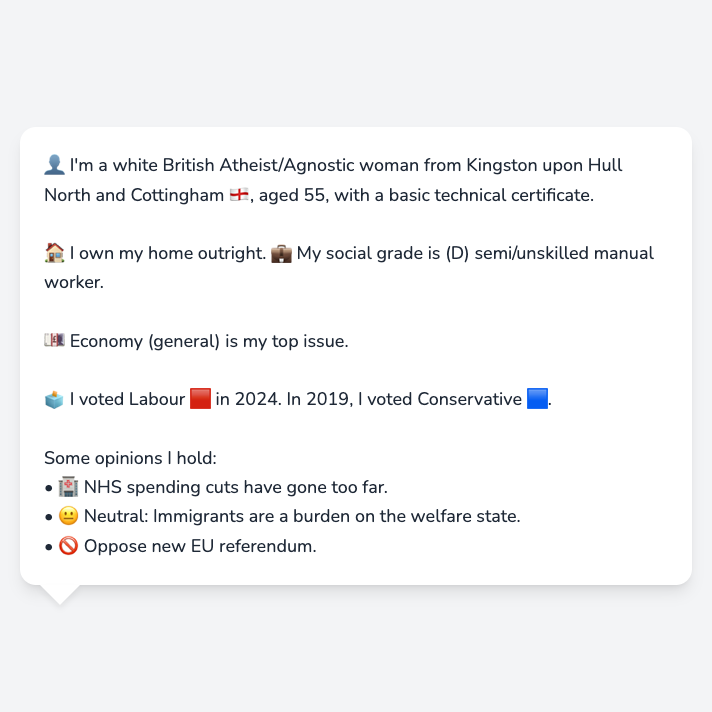 👤 I'm a white British Atheist/Agnostic woman from Kingston upon Hull
North and Cottingham 🏴󠁧󠁢󠁥󠁮󠁧󠁿, aged 55, with a basic technical certificate.
🏠 I own my home outright. 💼 My social grade is (D) semi/unskilled manual
worker.
💷 Economy (general) is my top issue.
🗳️ I voted Labour 🟥 in 2024. In 2019, I voted Conservative 🟦.
Some opinions I hold:
• 🏥 NHS spending cuts have gone too far.
• 😐 Neutral: Immigrants are a burden on the welfare state.
• 🚫 Oppose new EU referendum.